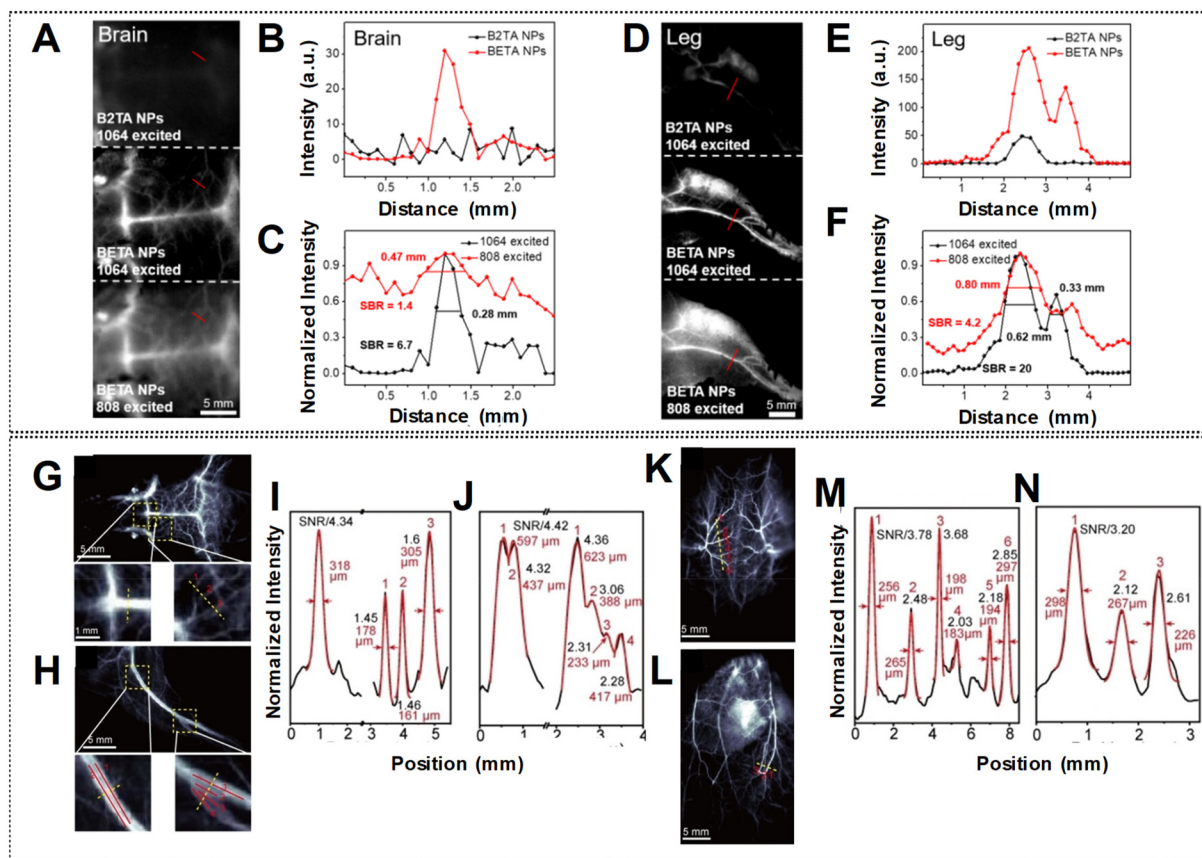 A
Brain
B2TA NPs
1064 excited
BETA NPs
1064 excited
BETA NPs
808 excited
5 mm
B
Brain
B2TA NPs
BETA NPs
Intensity (a.u.)
30
20
10
0
0.5 1.0 1.5 2.0
Distance (mm)
C
1064 excited
808 excited
Normalized Intensity
0.9
0.6
0.3
0.0
0.47 mm
SBR = 1.4
0.28 mm
SBR = 6.7
0.5 1.0 1.5 2.0
Distance (mm)
D
Leg
B2TA NPs
1064 excited
BETA NPs
1064 excited
BETA NPs
808 excited
5 mm
E
Leg
B2TA NPs
BETA NPs
Intensity (a.u.)
200
150
100
50
0
1 2 3 4
Distance (mm)
F
1064 excited
808 excited
Normalized Intensity
0.9
0.6
0.3
0.0
0.80 mm
0.33 mm
SBR = 4.2
0.62 mm
SBR = 20
1 2 3 4
Distance (mm)
G
5 mm
1 mm
H
5 mm
I
Normalized Intensity
SNR/4.34
318
μm
1.45
178
μm
1
2
1.6
305
μm
3
1.46
161 μm
0 1 2 3 4 5
J
SNR/4.42
1
597 μm
2
4.32
437 μm
1
4.36
623 μm
2
3.06
388 μm
3
2.31
233 μm
4
2.28
417 μm
2 3 4
Position (mm)
K
5 mm
L
5 mm
M
Normalized Intensity
1
SNR/3.78
256
μm
2
2.48
265
μm
3
3.68
198 μm
4
2.03
183 μm
5
2.18
194
μm
6
2.85
297
μm
0 2 4 6 8
N
1
SNR/3.20
298
μm
2
2.12
267
μm
3
2.61
226
μm
0 1 2 3
Position (mm)